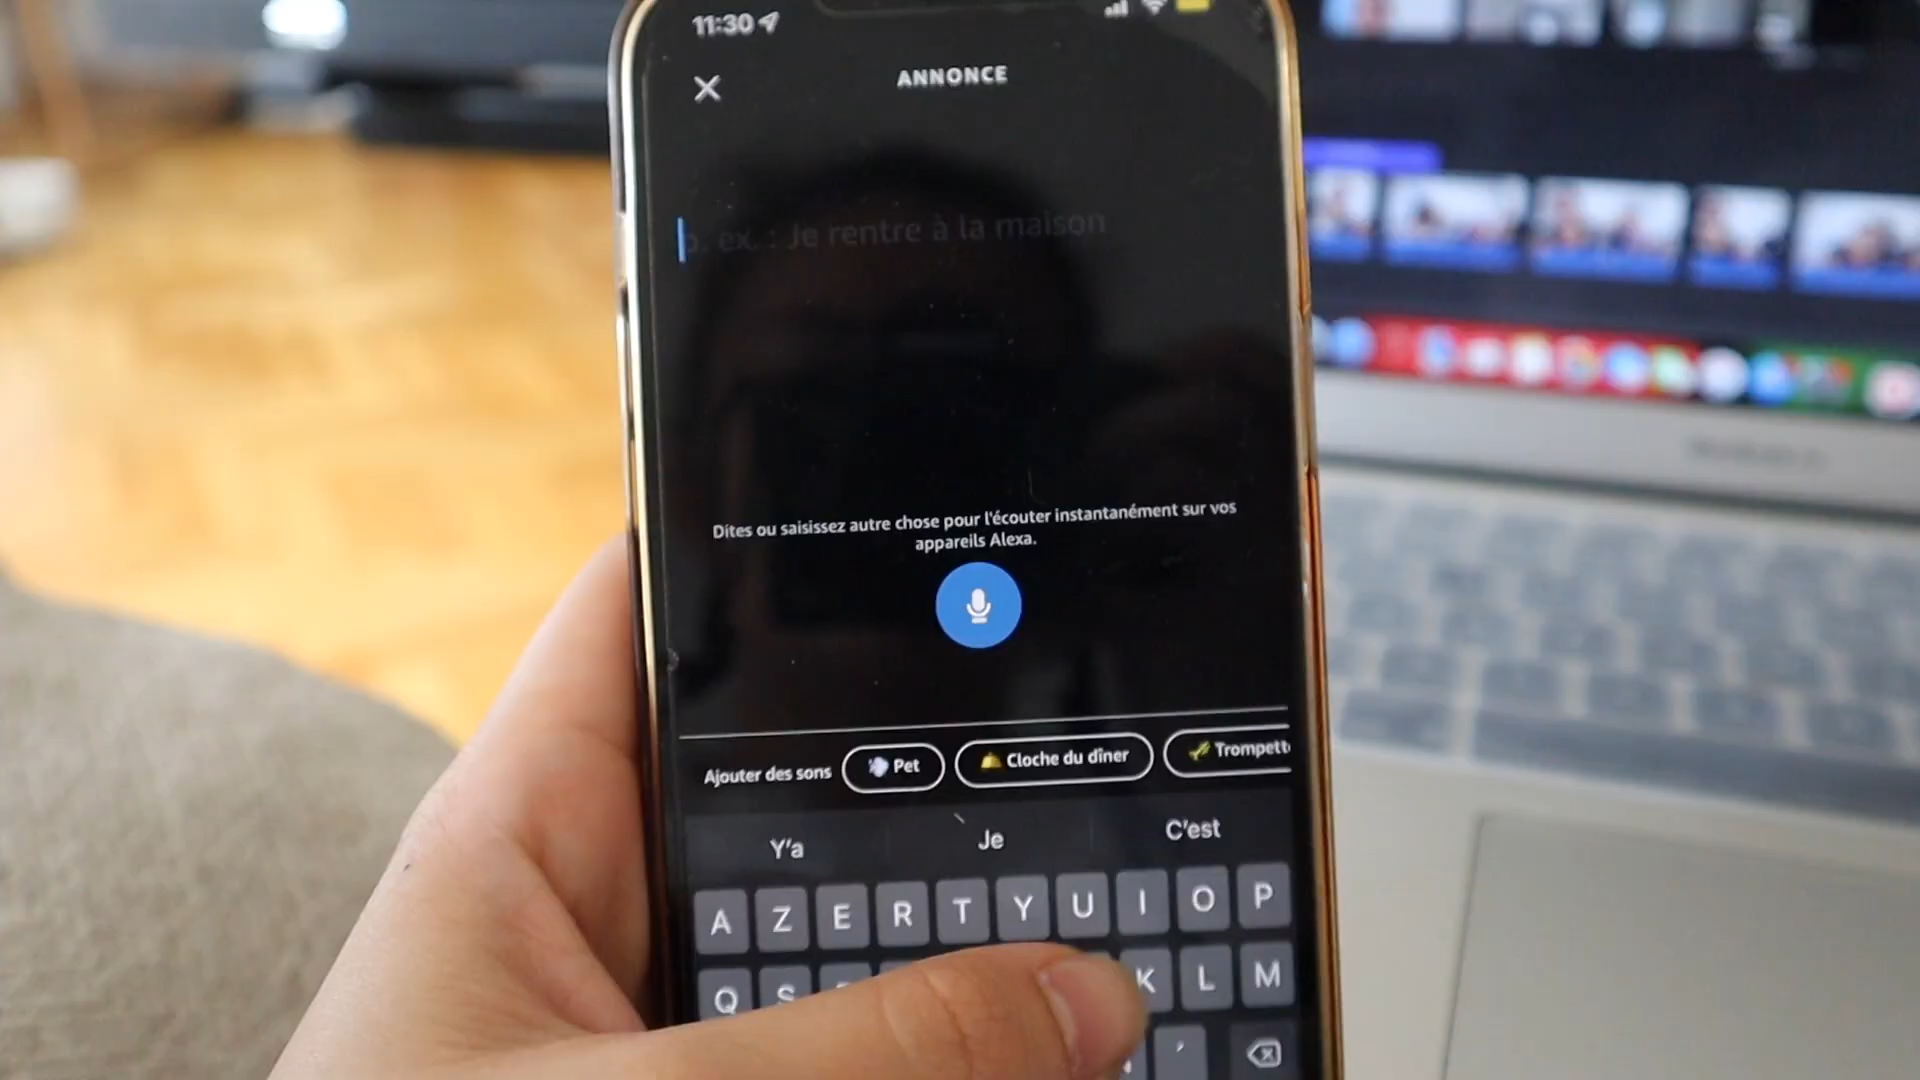 11:30
ANNONCE
p. ex. : Je rentre à la maison
Dites ou saisissez autre chose pour l'écouter instantanément sur vos
appareils Alexa.
Ajouter des sons Pet Cloche du dîner Trompett
Y'a Je C'est
A Z E R T Y U I O P
Q S K L M
'